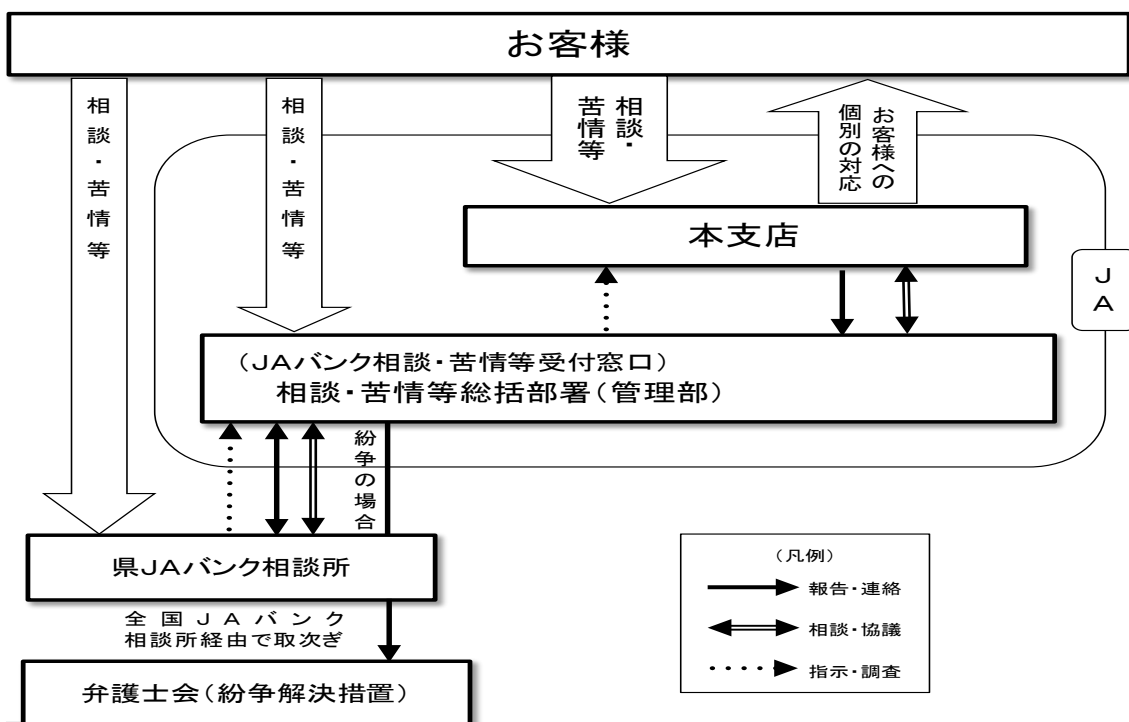 お客様
相談・苦情等
相談・苦情等
相談・
苦情等
お客様への
個別の対応
本支店
JA
(JAバンク相談・苦情等受付窓口)
相談・苦情等総括部署(管理部)
紛争の場合
県JAバンク相談所
全国JAバンク
相談所経由で取次ぎ
弁護士会(紛争解決措置)
(凡例)
報告・連絡
相談・協議
指示・調査